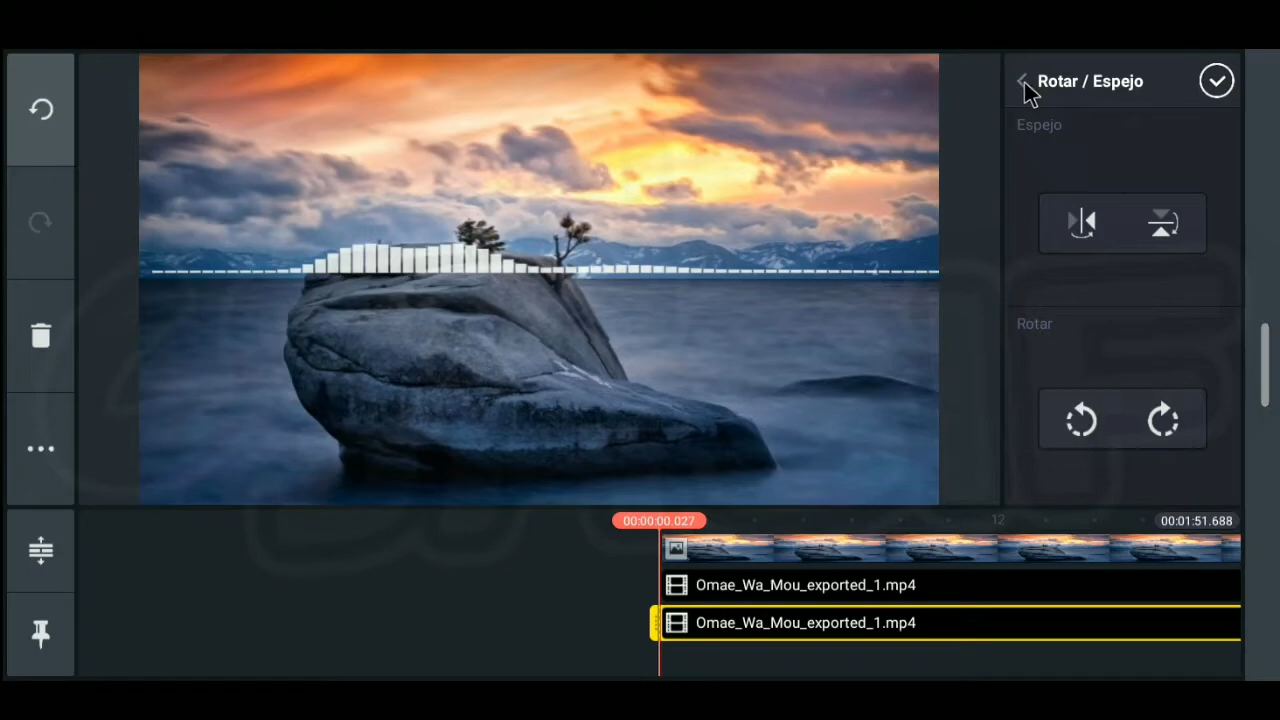 Rotar / Espejo
Espejo
Rotar
00:00:00.027
12
00:01:51.688
Omae_Wa_Mou_exported_1.mp4
Omae_Wa_Mou_exported_1.mp4